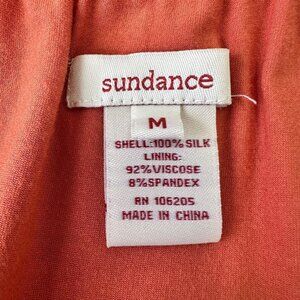 sundance
M
SHELL:100% SILK
LINING:
92%VISCOSE
8%SPANDEX
RN 106205
MADE IN CHINA